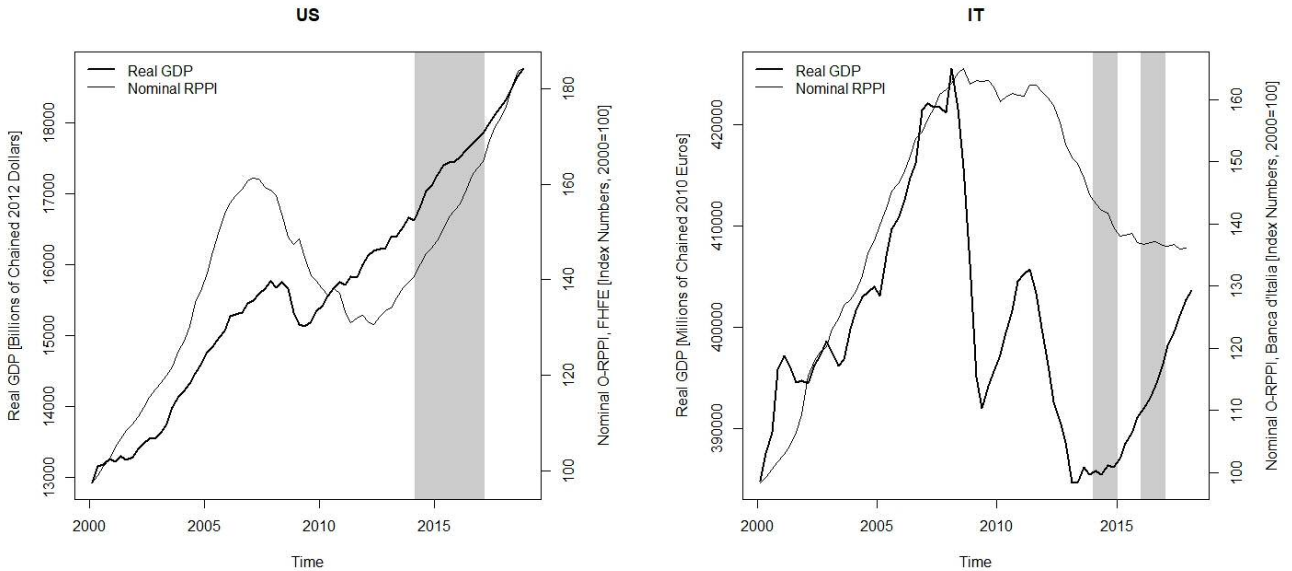 US
Real GDP
Nominal RPPI
Real GDP [Billions of Chained 2012 Dollars]
13000 14000 15000 16000 17000 18000
Nominal O-RPPI, FHFE [Index Numbers, 2000=100]
100 120 140 160 180
2000 2005 2010 2015
Time
IT
Real GDP
Nominal RPPI
Real GDP [Millions of Chained 2010 Euros]
390000 400000 410000 420000
Nominal O-RPPI, Banca d'Italia [Index Numbers, 2000=100]
100 110 120 130 140 150 160
2000 2005 2010 2015
Time